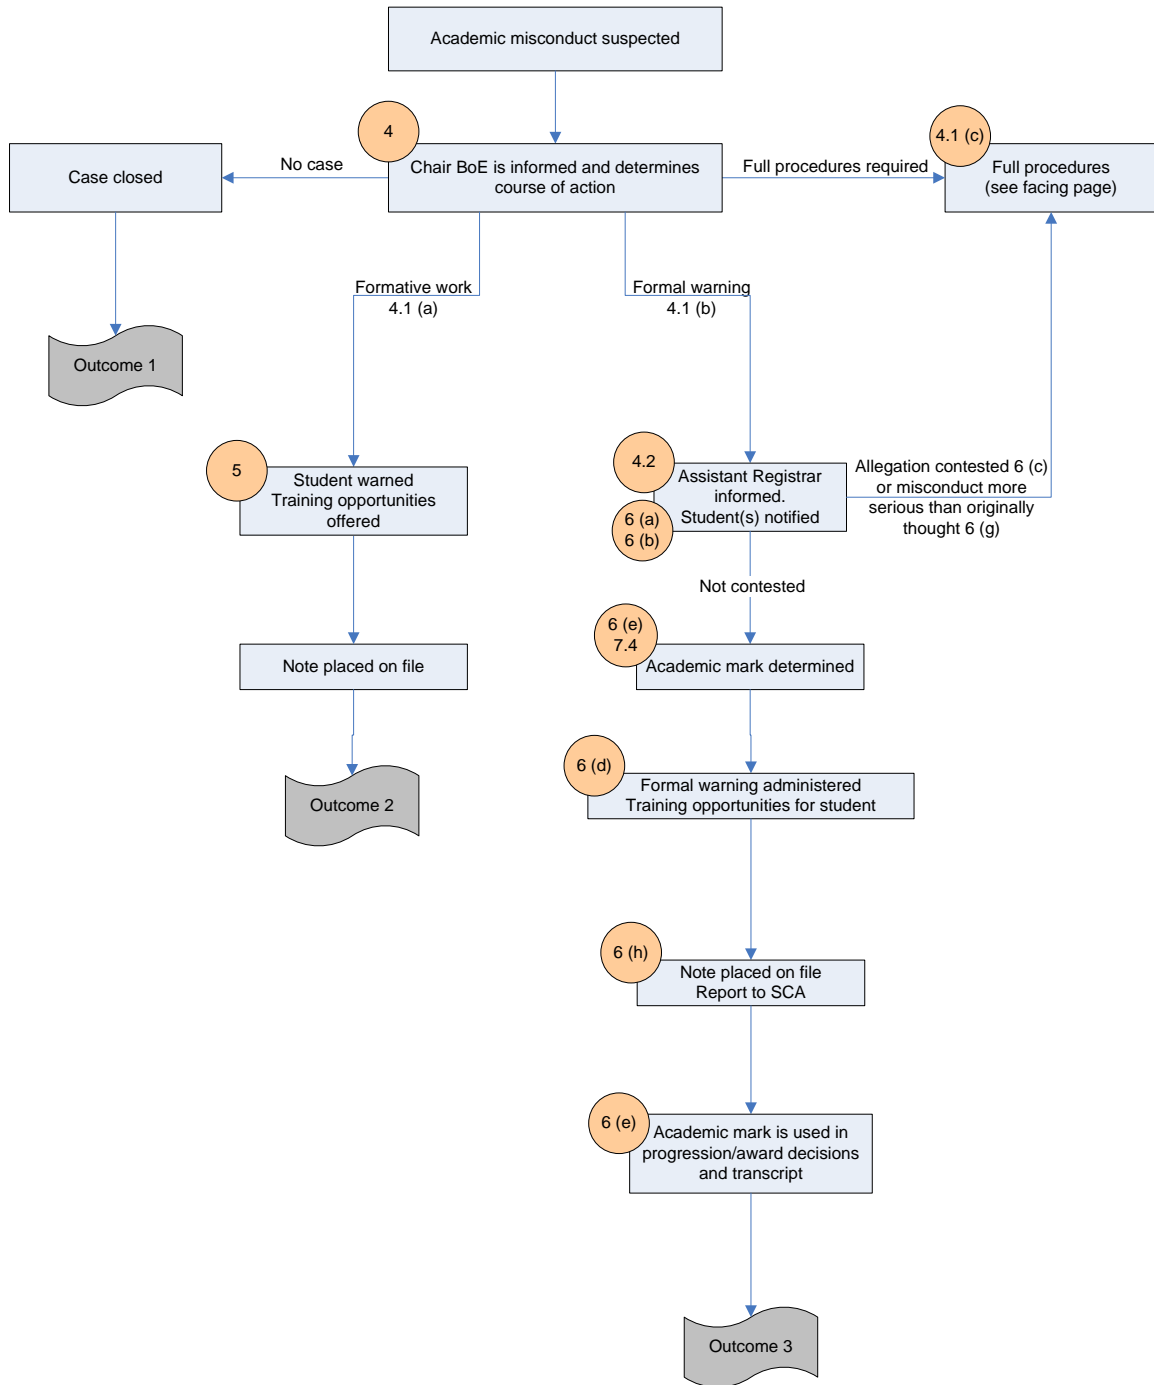 Academic misconduct suspected
4
4.1 (c)
Case closed
No case
Chair BoE is informed and determines
course of action
Full procedures required
Full procedures
(see facing page)
Formative work
4.1 (a)
Formal warning
4.1 (b)
Outcome 1
5
Student warned
Training opportunities
offered
4.2
Assistant Registrar
informed.
Student(s) notified
6 (a)
6 (b)
Allegation contested 6 (c)
or misconduct more
serious than originally
thought 6 (g)
Not contested
6 (e)
7.4
Note placed on file
Academic mark determined
6 (d)
Formal warning administered
Training opportunities for student
Outcome 2
6 (h)
Note placed on file
Report to SCA
6 (e)
Academic mark is used in
progression/award decisions
and transcript
Outcome 3